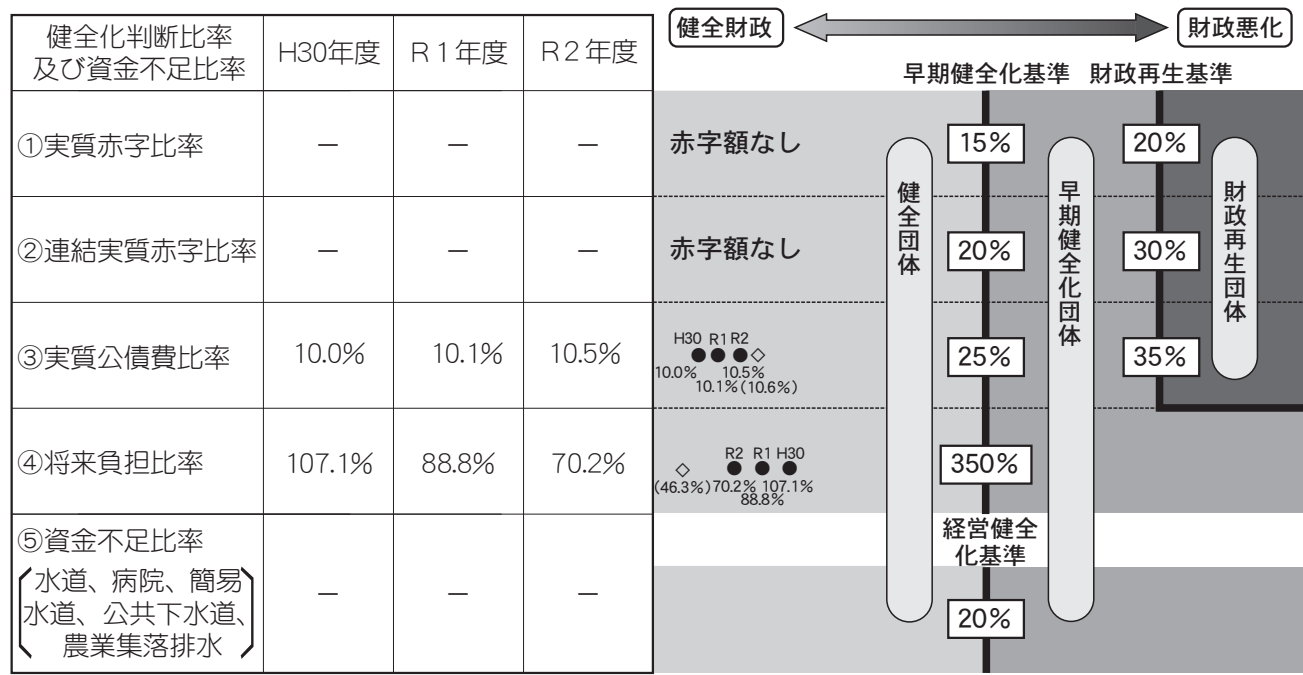 健全化判断比率
及び資金不足比率
H30年度
R1年度
R2年度
①実質赤字比率
－
－
－
②連結実質赤字比率
－
－
－
③実質公債費比率
10.0%
10.1%
10.5%
④将来負担比率
107.1%
88.8%
70.2%
⑤資金不足比率
水道、病院、簡易
水道、公共下水道、
農業集落排水
－
－
－
健全財政
財政悪化
早期健全化基準
財政再生基準
赤字額なし
15%
20%
赤字額なし
20%
30%
H30 R1 R2
10.0% 10.5%
10.1%(10.6%)
25%
35%
R2 R1 H30
(46.3%)70.2% 107.1%
88.8%
350%
経営健全
化基準
20%
健全団体
早期健全化団体
財政再生団体